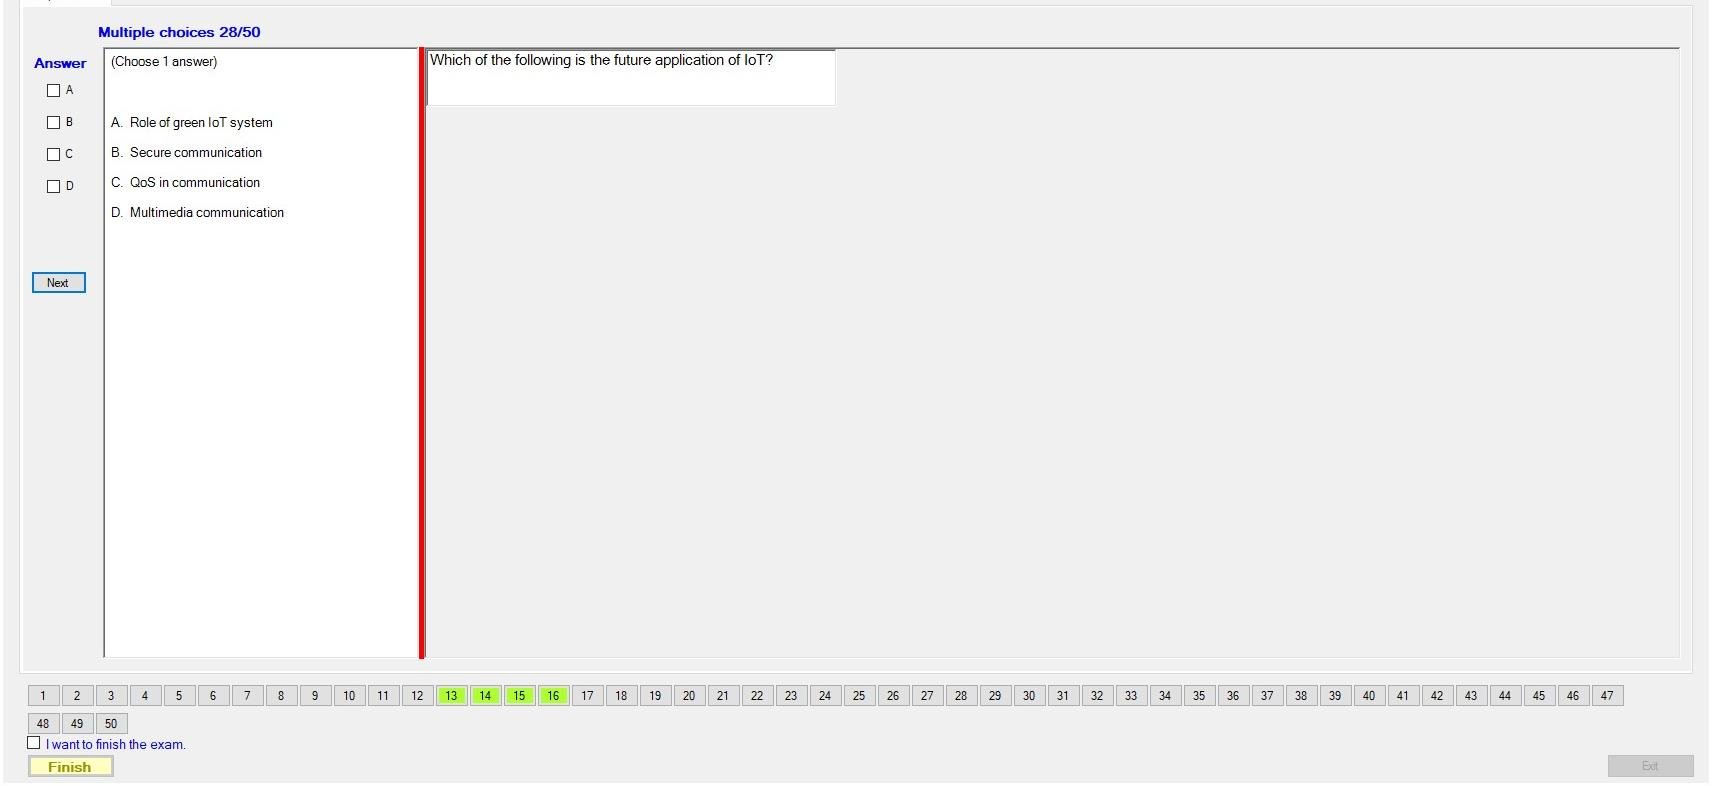 Multiple choices 28/50
Answer
A
B
C
D
Next
(Choose 1 answer)
A. Role of green IoT system
B. Secure communication
C. QoS in communication
D. Multimedia communication
Which of the following is the future application of IoT?
1 2 3 4 5 6 7 8 9 10 11 12 13 14 15 16 17 18 19 20 21 22 23 24 25 26 27 28 29 30 31 32 33 34 35 36 37 38 39 40 41 42 43 44 45 46 47
48 49 50
I want to finish the exam.
Finish
Exit